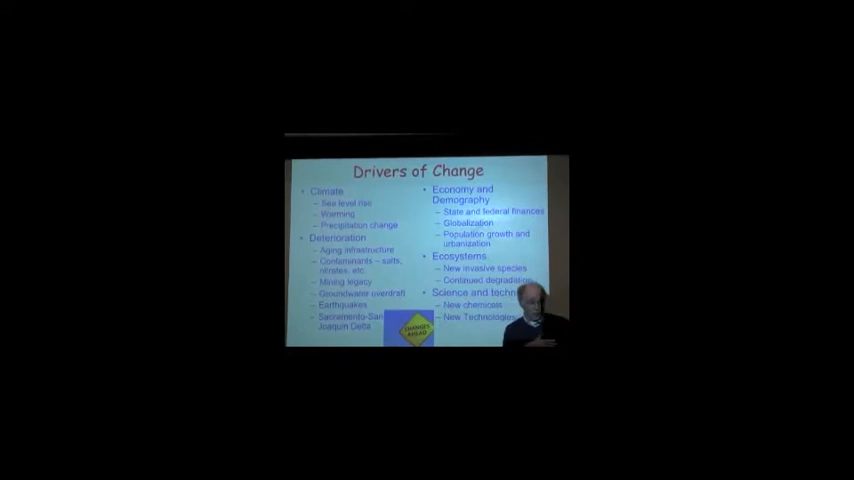 Drivers of Change
• Climate
– Sea level rise
– Warming
– Precipitation change
• Deterioration
– Aging infrastructure
– Contaminants – salts,
nitrates, etc.
– Mining legacy
– Groundwater overdraft
– Earthquakes
– Sacramento-San
Joaquin Delta
CHANGES
AHEAD
• Economy and
Demography
– State and federal finances
– Globalization
– Population growth and
urbanization
• Ecosystems
– New invasive species
– Continued degradation
• Science and techn
– New chemicals
– New Technologies